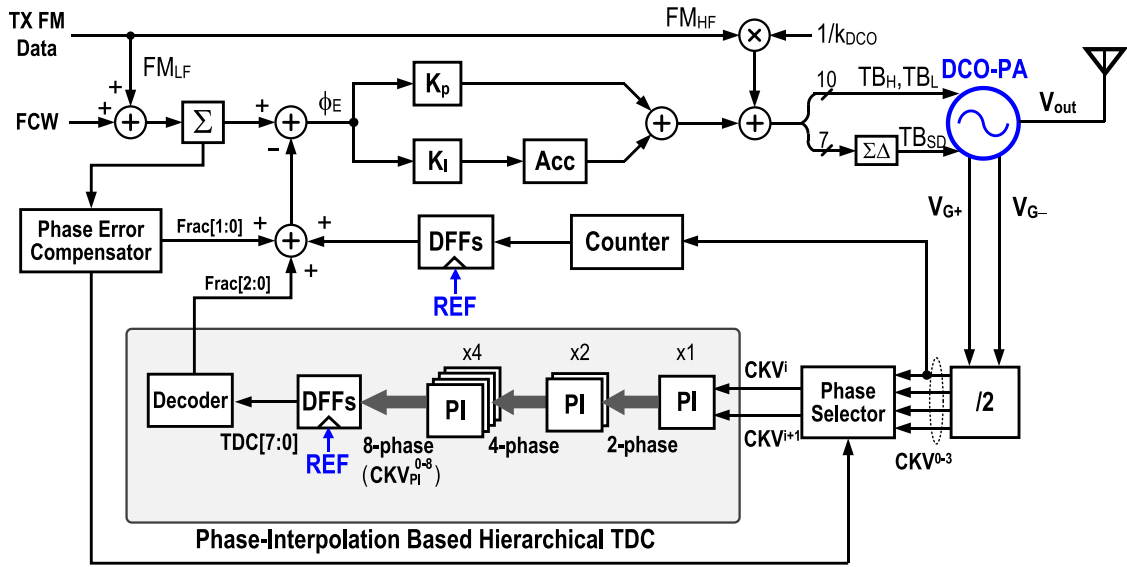 TX FM
Data
FM_HF
1/k_DCO
×
FM_LF
FCW
Σ
ϕ_E
K_p
K_I
Acc
10
TB_H,TB_L
7
ΣΔ
TB_SD
DCO-PA
V_out
V_G+
V_G−
Phase Error
Compensator
Frac[1:0]
Frac[2:0]
DFFs
REF
Counter
Decoder
TDC[7:0]
DFFs
REF
8-phase
(CKV_PI^0-8)
x4
PI
4-phase
x2
PI
2-phase
x1
PI
CKV^i
CKV^i+1
Phase
Selector
/2
CKV^0-3
Phase-Interpolation Based Hierarchical TDC